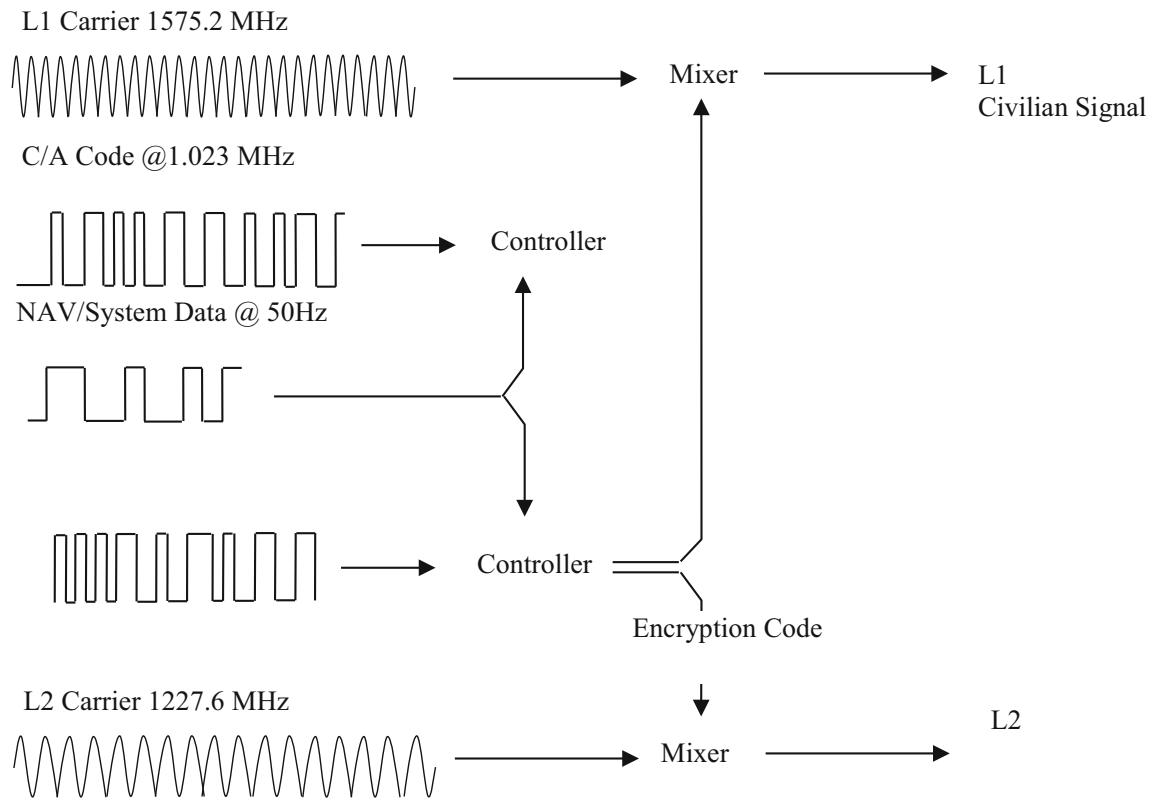 L1 Carrier 1575.2 MHz
Mixer
L1
Civilian Signal
C/A Code @1.023 MHz
Controller
NAV/System Data @ 50Hz
Controller
Encryption Code
L2 Carrier 1227.6 MHz
Mixer
L2